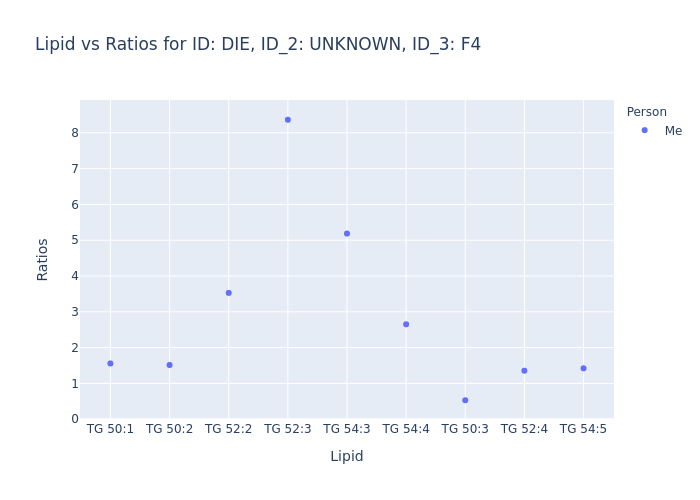 Lipid vs Ratios for ID: DIE, ID_2: UNKNOWN, ID_3: F4
Person
Me
8
7
6
5
4
3
2
1
0
Ratios
TG 50:1 TG 50:2 TG 52:2 TG 52:3 TG 54:3 TG 54:4 TG 50:3 TG 52:4 TG 54:5
Lipid